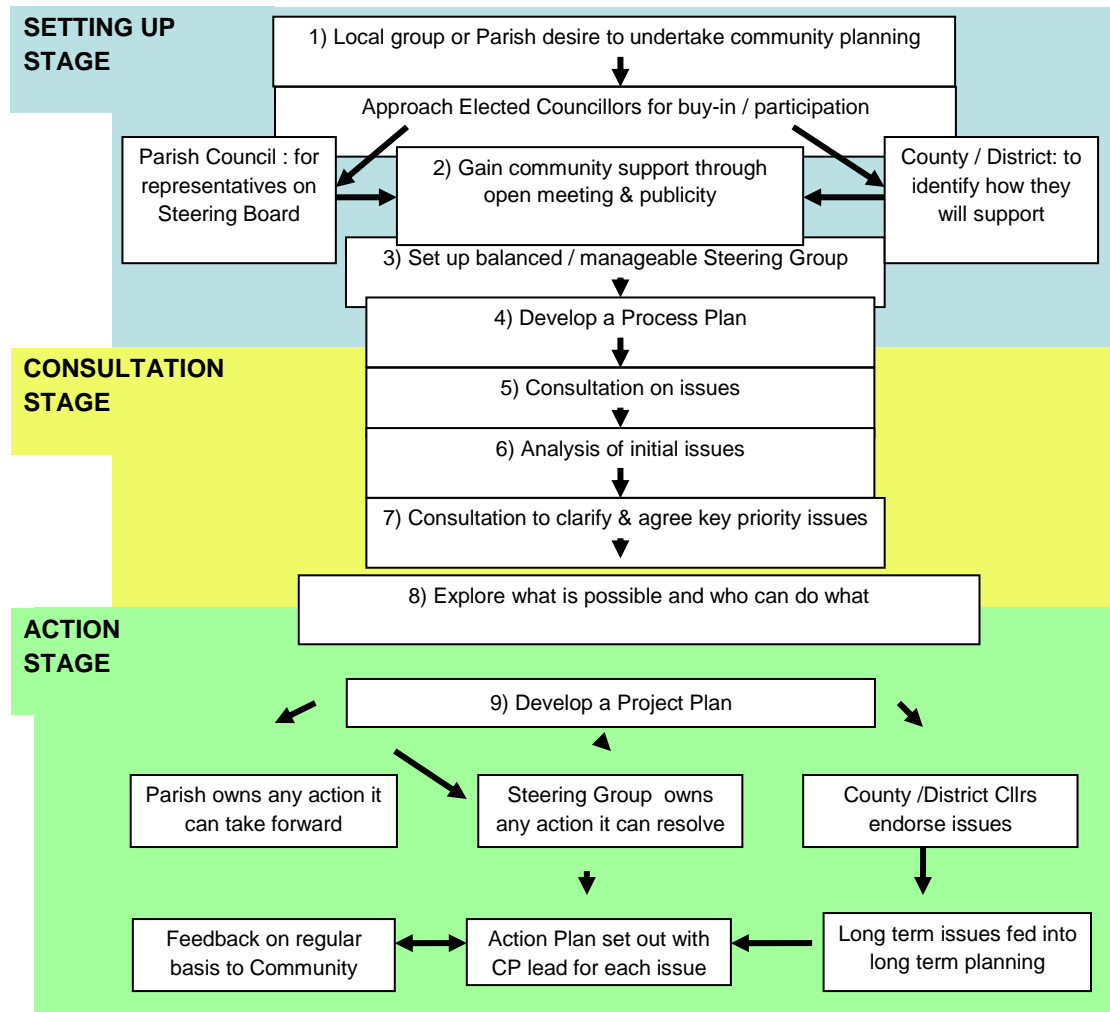 SETTING UP
STAGE
1) Local group or Parish desire to undertake community planning
Approach Elected Councillors for buy-in / participation
Parish Council : for
representatives on
Steering Board
2) Gain community support through
open meeting & publicity
County / District: to
identify how they
will support
3) Set up balanced / manageable Steering Group
4) Develop a Process Plan
CONSULTATION
STAGE
5) Consultation on issues
6) Analysis of initial issues
7) Consultation to clarify & agree key priority issues
8) Explore what is possible and who can do what
ACTION
STAGE
9) Develop a Project Plan
Parish owns any action it
can take forward
Steering Group owns
any action it can resolve
County /District Cllrs
endorse issues
Feedback on regular
basis to Community
Action Plan set out with
CP lead for each issue
Long term issues fed into
long term planning